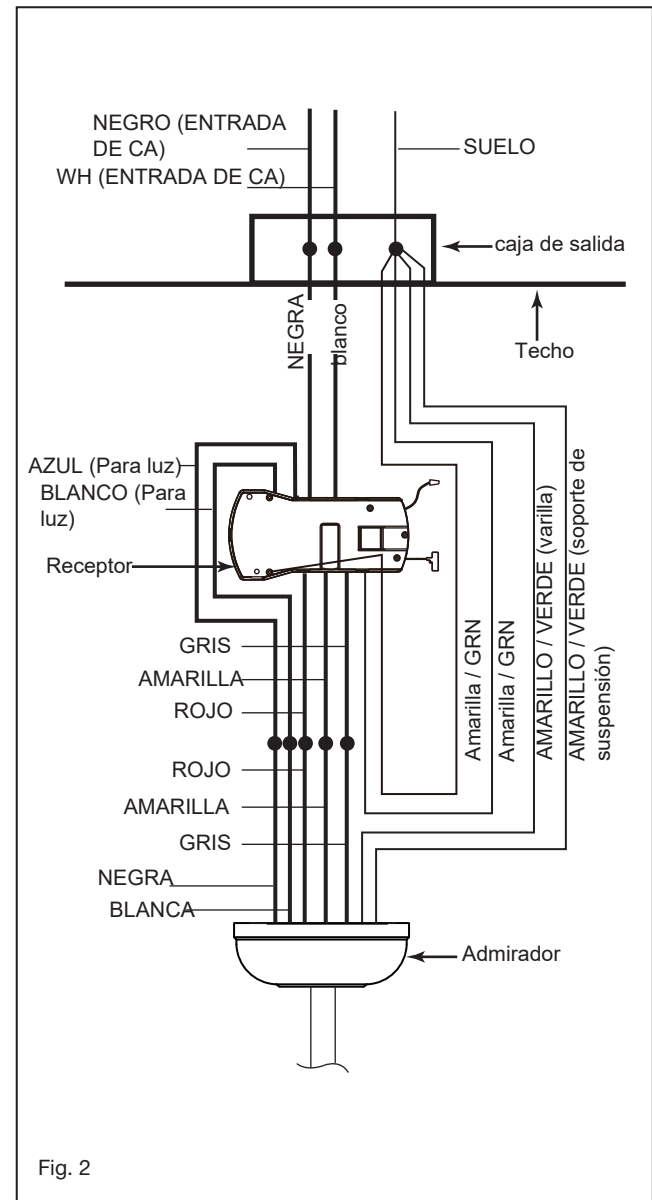 NEGRO (ENTRADA
DE CA)
WH (ENTRADA DE CA)
SUELO
caja de salida
Techo
NEGRA
blanco
AZUL (Para luz)
BLANCO (Para
luz)
Receptor
GRIS
AMARILLA
ROJO
Amarilla / GRN
Amarilla / GRN
AMARILLO / VERDE (varilla)
AMARILLO / VERDE (soporte de
suspensión)
ROJO
AMARILLA
GRIS
NEGRA
BLANCA
Admirador
Fig. 2